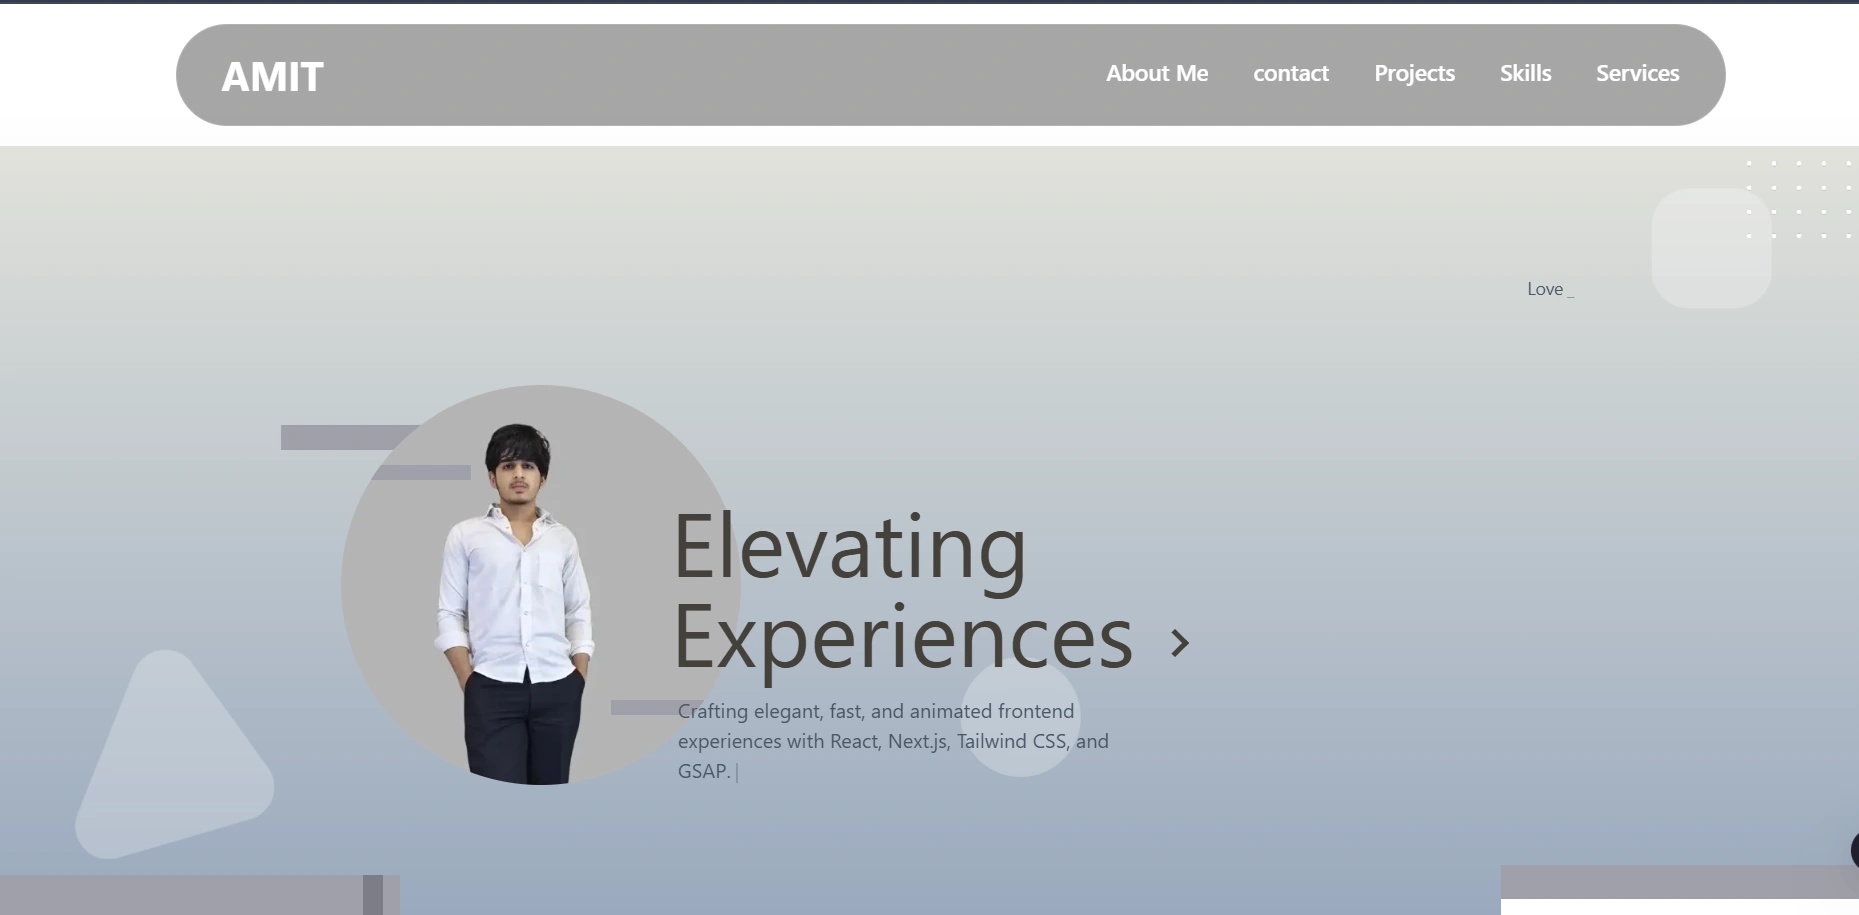 AMIT
About Me
contact
Projects
Skills
Services
Love _
Elevating
Experiences
Crafting elegant, fast, and animated frontend
experiences with React, Next.js, Tailwind CSS, and
GSAP. |